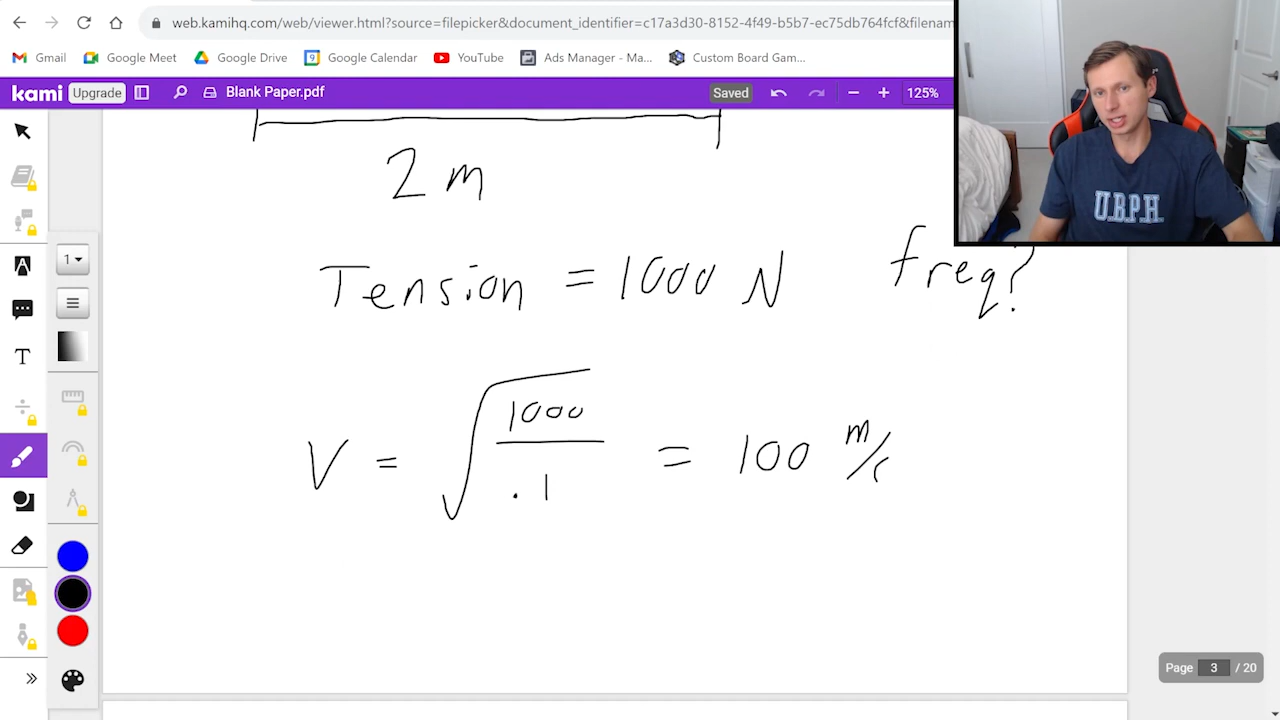 web.kamihq.com/web/viewer.html?source=filepicker&document_identifier=c17a3d30-8152-4f49-b5b7-ec75db764fcf&filenam
Gmail Google Meet Google Drive 9 Google Calendar YouTube Ads Manager - Ma... Custom Board Gam...
kami Upgrade Blank Paper.pdf Saved 125%
2 m
U.B.P.H.
Tension = 1000 N freq?
1
A
T
V = √1000/.1 = 100 m/s
Page 3 / 20